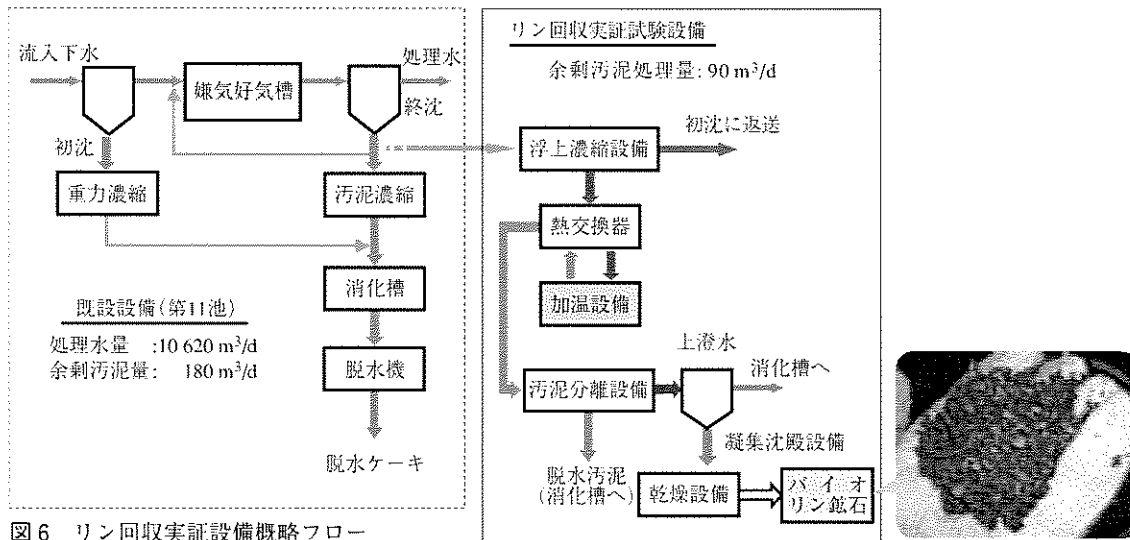 流入下水
処理水
嫌気好気槽
終沈
初沈
重力濃縮
汚泥濃縮
消化槽
既設設備(第11池)
処理水量 :10 620 m³/d
余剰汚泥量: 180 m³/d
脱水機
脱水ケーキ
リン回収実証試験設備
余剰汚泥処理量: 90 m³/d
初沈に返送
浮上濃縮設備
熱交換器
加温設備
上澄水
消化槽へ
汚泥分離設備
凝集沈殿設備
脱水汚泥
(消化槽へ)
乾燥設備
バイオ
リン鉱石
図6 リン回収実証設備概略フロー